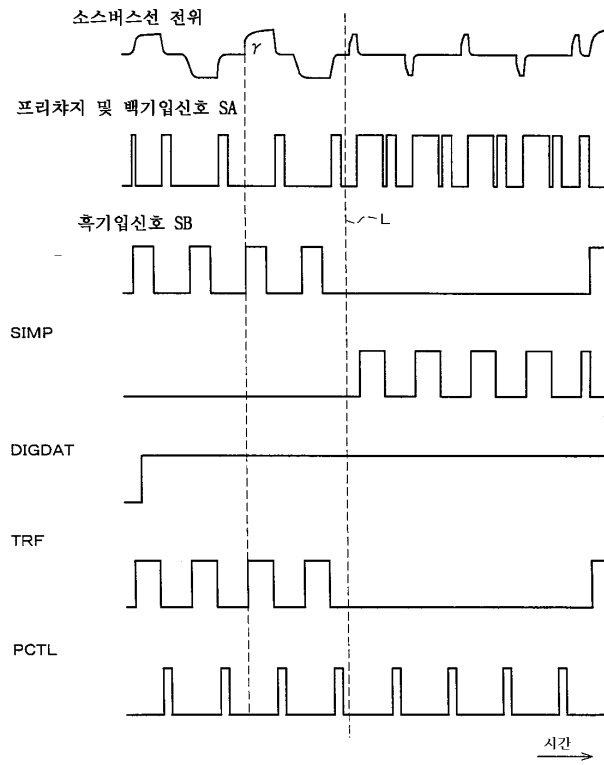 소스버스선 전위
γ
프리챠지 및 백기입신호 SA
L
흑기입신호 SB
SIMP
DIGDAT
TRF
PCTL
시간